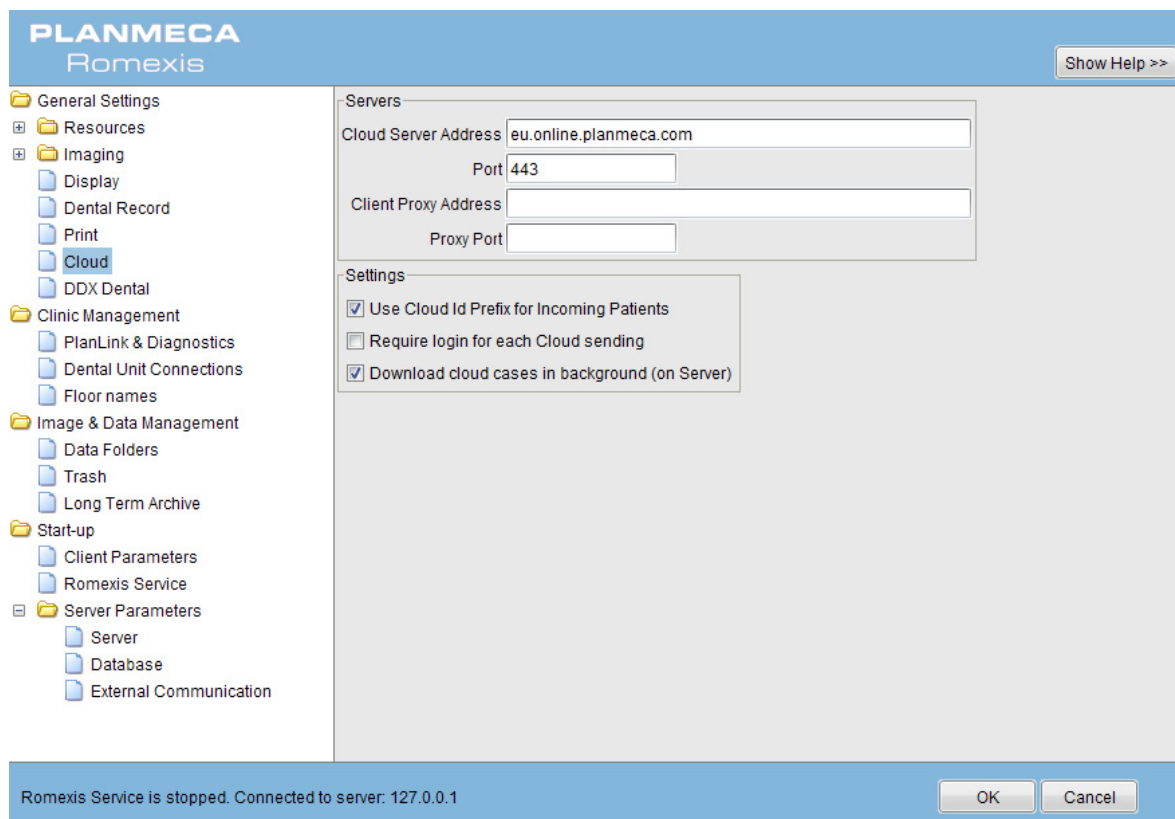 PLANMECA
Romexis
Show Help >>
General Settings
Resources
Imaging
Display
Dental Record
Print
Cloud
DDX Dental
Clinic Management
PlanLink & Diagnostics
Dental Unit Connections
Floor names
Image & Data Management
Data Folders
Trash
Long Term Archive
Start-up
Client Parameters
Romexis Service
Server Parameters
Server
Database
External Communication
Servers
Cloud Server Address eu.online.planmeca.com
Port 443
Client Proxy Address
Proxy Port
Settings
Use Cloud Id Prefix for Incoming Patients
Require login for each Cloud sending
Download cloud cases in background (on Server)
Romexis Service is stopped. Connected to server: 127.0.0.1
OK Cancel